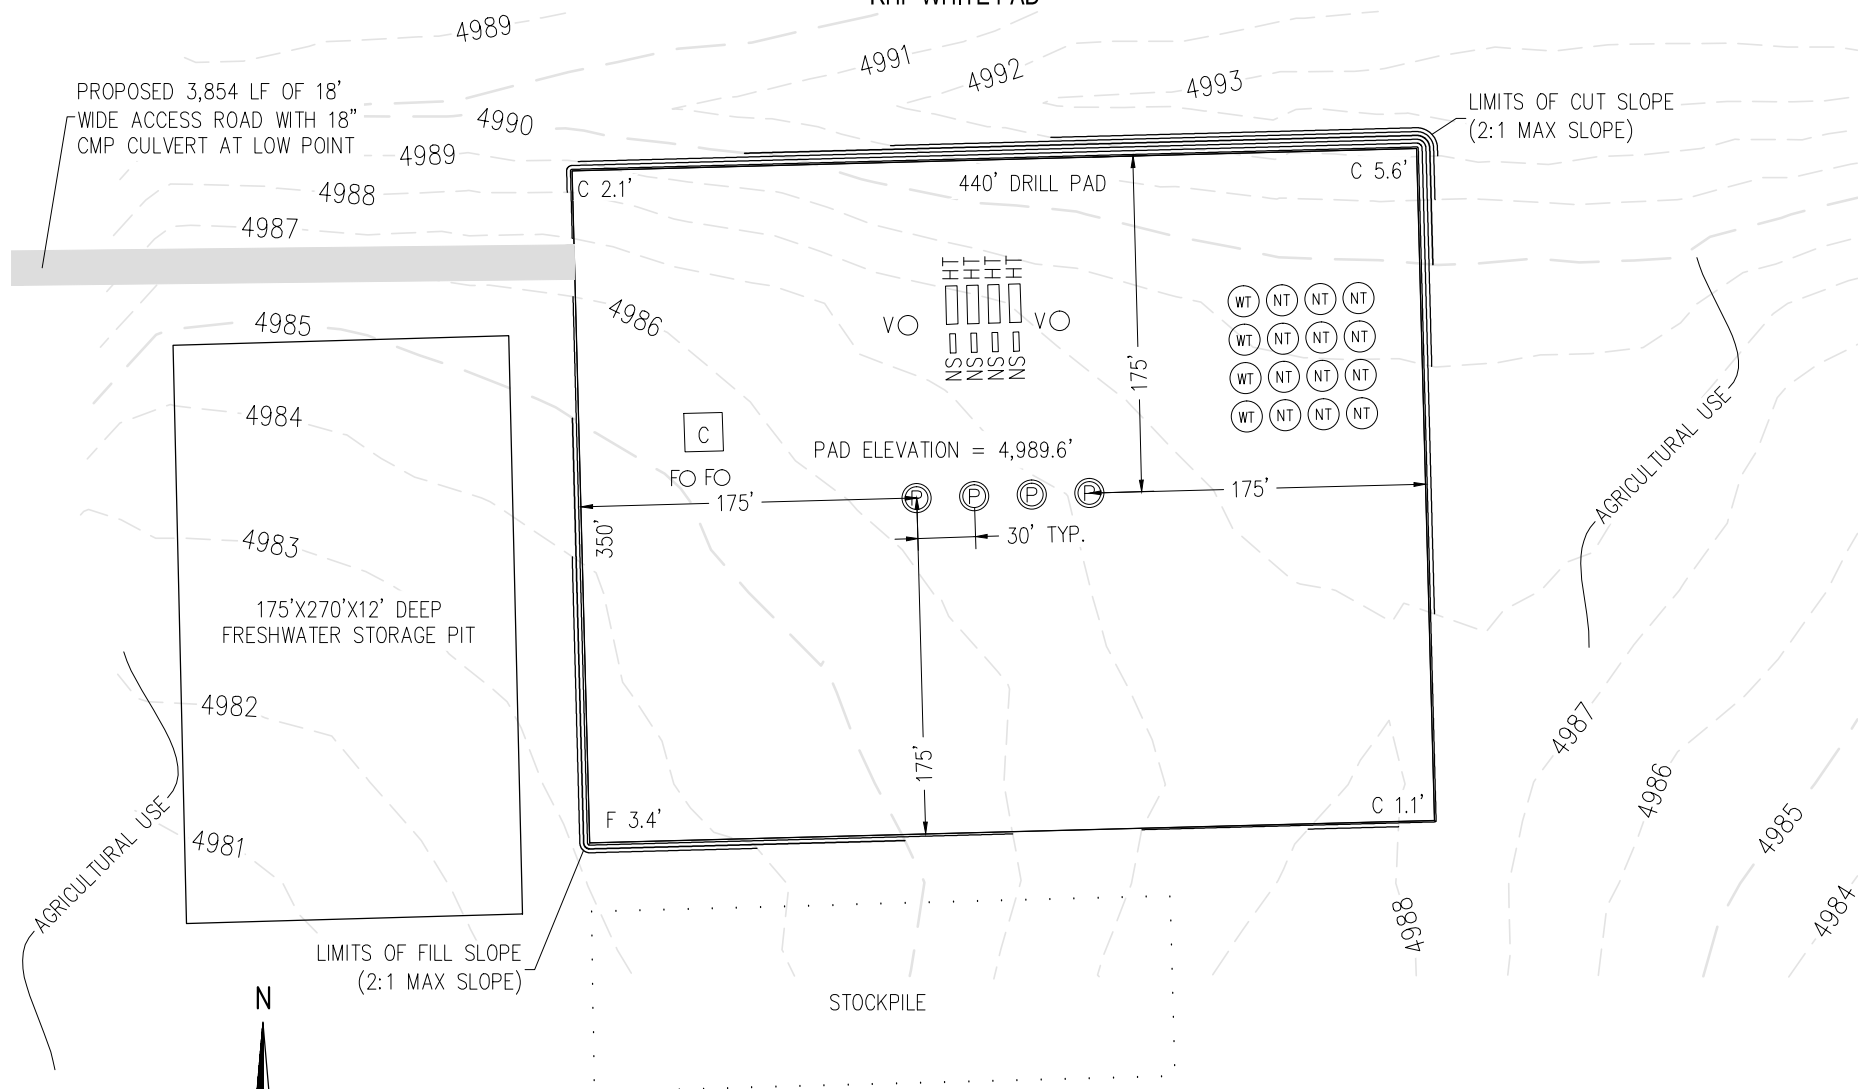 4989
4991
4992
4993
PROPOSED 3,854 LF OF 18'
WIDE ACCESS ROAD WITH 18"
CMP CULVERT AT LOW POINT
LIMITS OF CUT SLOPE
(2:1 MAX SLOPE)
4990
4989
4988
4987
C 2.1'
440' DRILL PAD
C 5.6'
HT HT HT HT
V
V
NS NS NS NS
WT NT NT NT
WT NT NT NT
WT NT NT NT
WT NT NT NT
4986
4985
4984
175'
C
FO FO
PAD ELEVATION = 4,989.6'
P P P P
175'
175'
30' TYP.
350'
AGRICULTURAL USE
4983
175'X270'X12' DEEP
FRESHWATER STORAGE PIT
4982
4981
175'
F 3.4'
C 1.1'
4987
4986
4985
4984
4988
AGRICULTURAL USE
LIMITS OF FILL SLOPE
(2:1 MAX SLOPE)
STOCKPILE
N